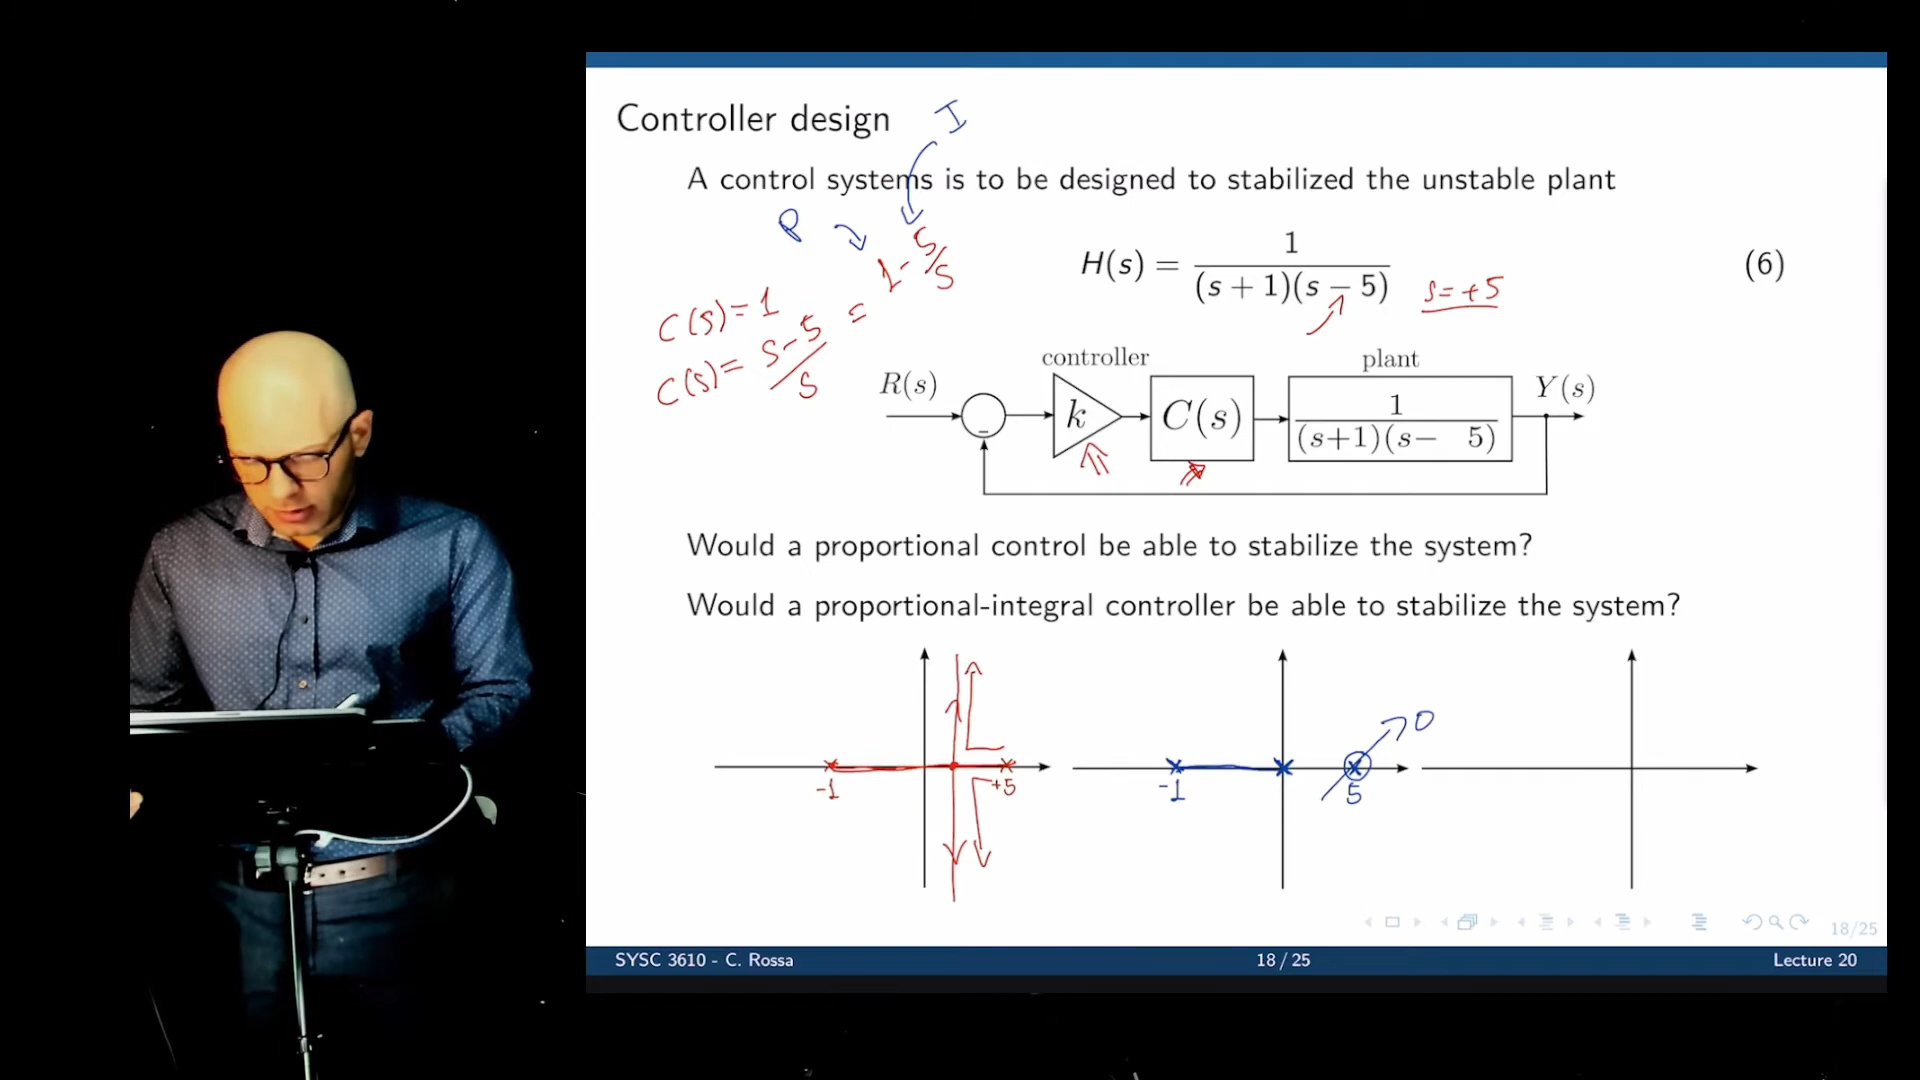 Controller design
I
A control systems is to be designed to stabilized the unstable plant
P
H(s) = 1 / (s + 1)(s − 5) (6)
s=+5
C(s)=1
C(s)= s-5/s = 1-5/s
controller
plant
R(s)
-
k
C(s)
1 / (s+1)(s− 5)
Y(s)
Would a proportional control be able to stabilize the system?
Would a proportional-integral controller be able to stabilize the system?
-1 +5
-1 5
18/25
SYSC 3610 - C. Rossa 18 / 25 Lecture 20